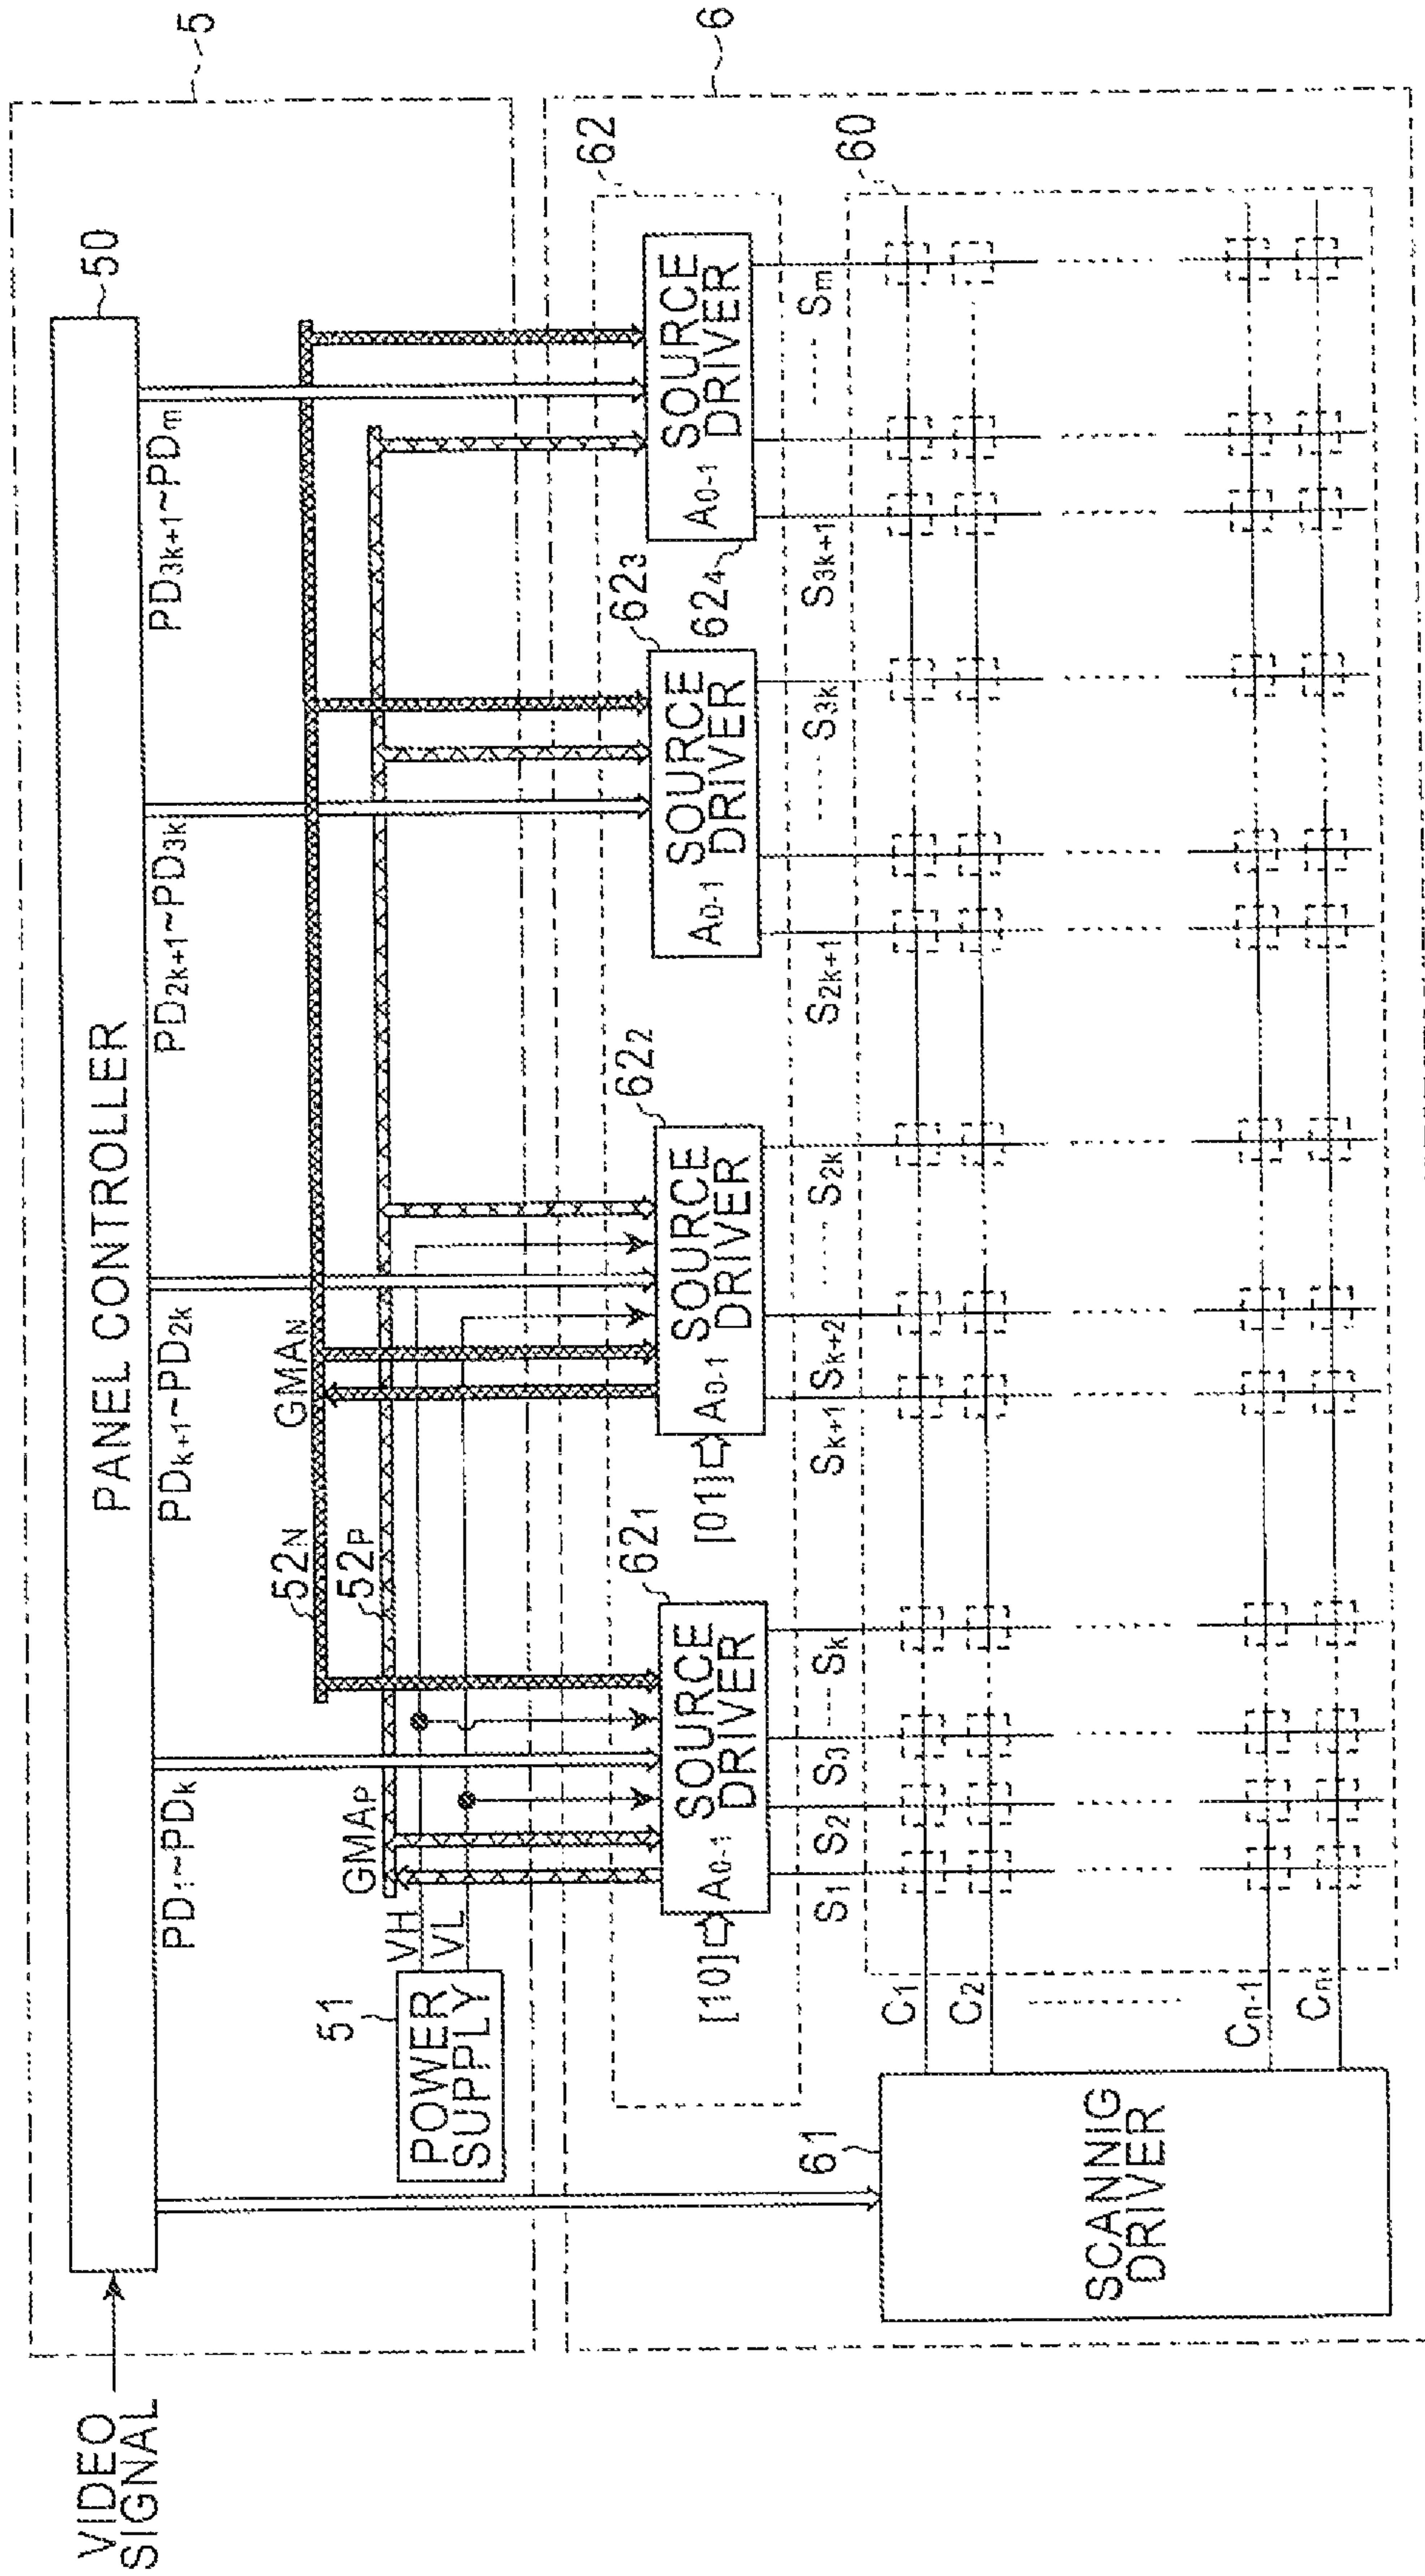 VIDEO
SIGNAL
PANEL CONTROLLER
50
5
PD1~PDk
PDk+1~PD2k
PD2k+1~PD3k
PD3k+1~PDm
52N
GMAN
52P
GMAP
VH
VL
51
POWER
SUPPLY
6
62
621
622
623
624
[10]
A0-1
SOURCE
DRIVER
[01]
A0-1
SOURCE
DRIVER
A0-1
SOURCE
DRIVER
A0-1
SOURCE
DRIVER
S1
S2
S3
Sk
Sk+1
Sk+2
S2k
S2k+1
S3k
S3k+1
Sm
60
61
SCANNIG
DRIVER
C1
C2
Cn-1
Cn